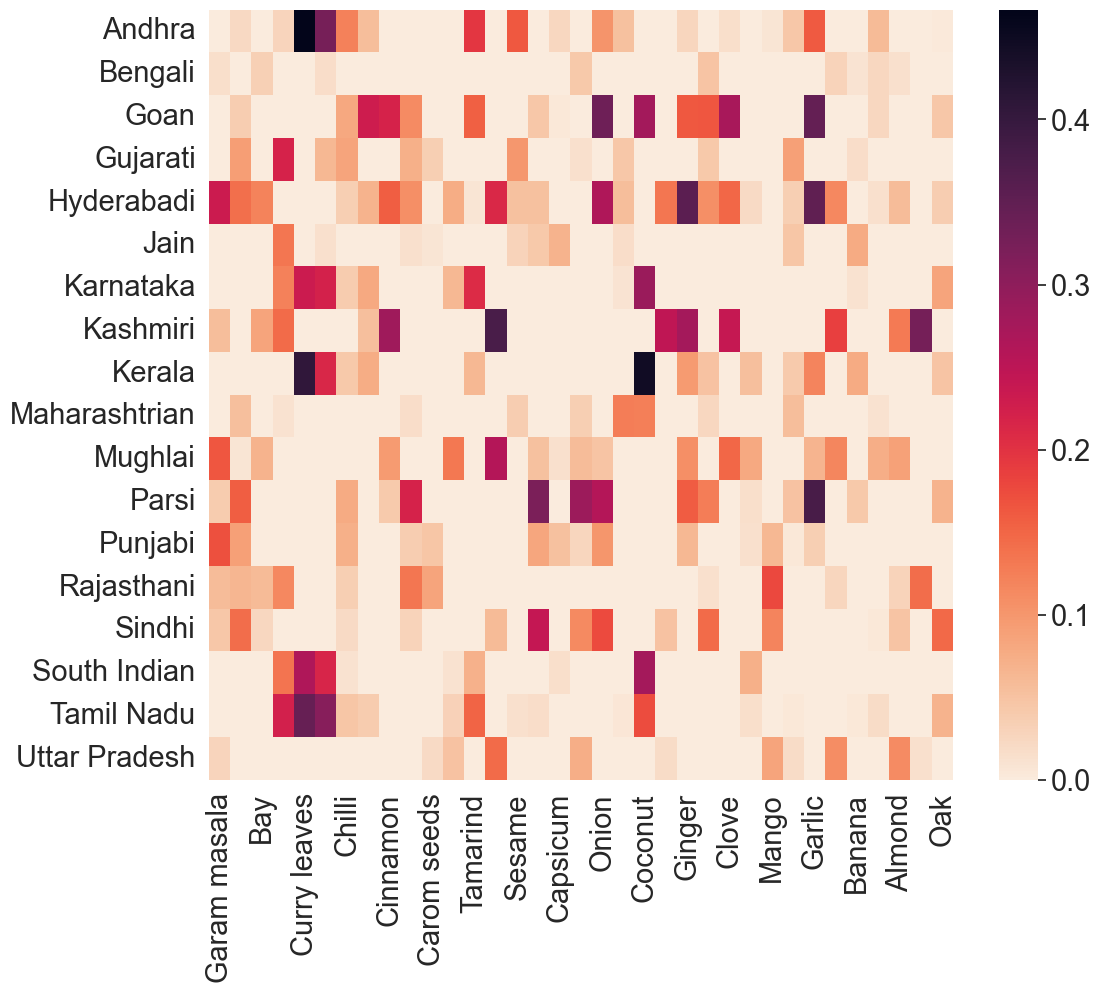 Andhra
Bengali
Goan
Gujarati
Hyderabadi
Jain
Karnataka
Kashmiri
Kerala
Maharashtrian
Mughlai
Parsi
Punjabi
Rajasthani
Sindhi
South Indian
Tamil Nadu
Uttar Pradesh
0.4
0.3
0.2
0.1
0.0
Garam masala
Bay
Curry leaves
Chilli
Cinnamon
Carom seeds
Tamarind
Sesame
Capsicum
Onion
Coconut
Ginger
Clove
Mango
Garlic
Banana
Almond
Oak